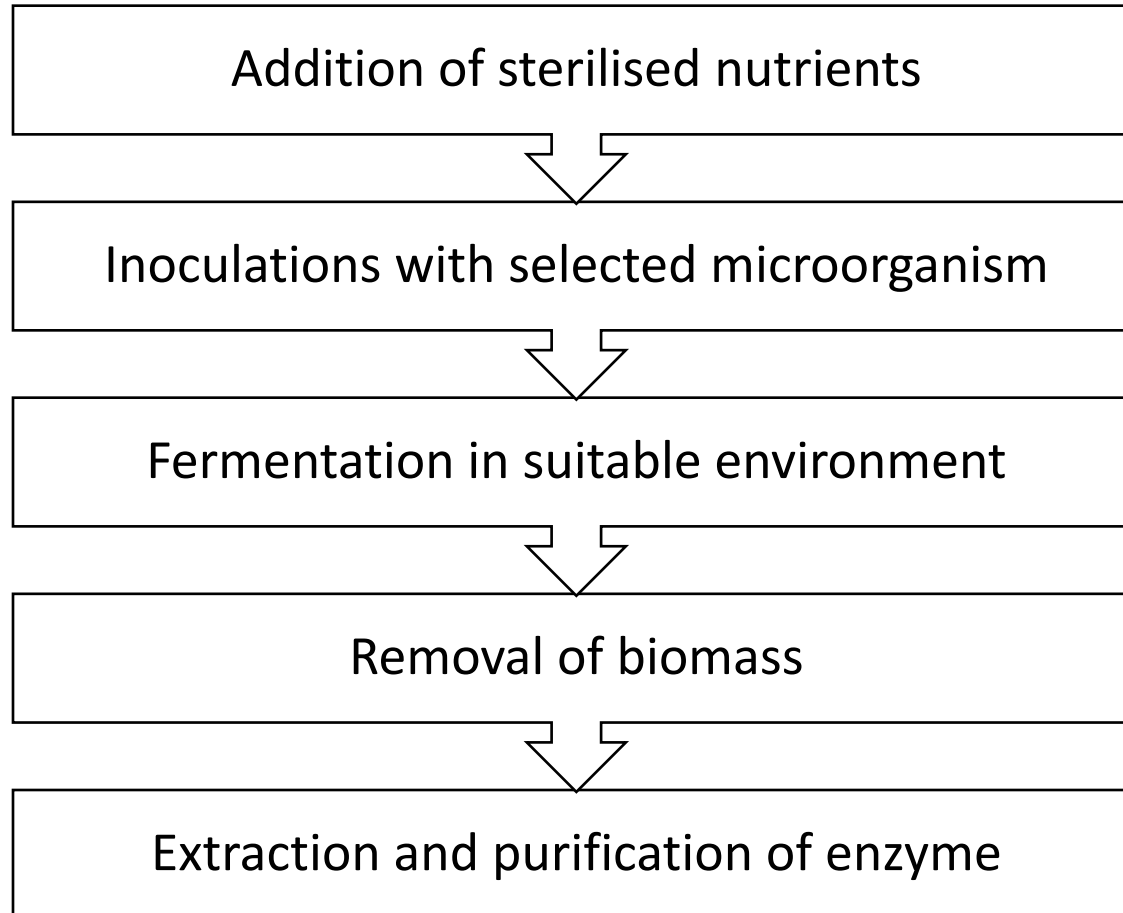 Addition of sterilised nutrients
Inoculations with selected microorganism
Fermentation in suitable environment
Removal of biomass
Extraction and purification of enzyme